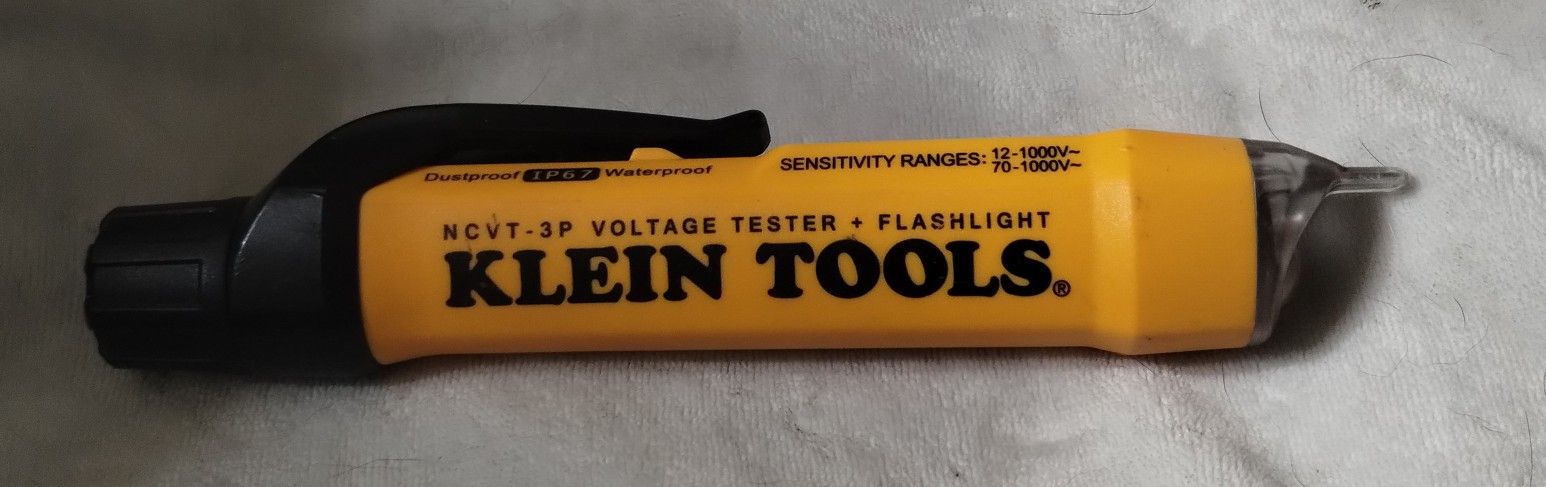 Dustproof IP67 Waterproof
SENSITIVITY RANGES: 12-1000V~
70-1000V~
NCVT-3P VOLTAGE TESTER + FLASHLIGHT
KLEIN TOOLS®